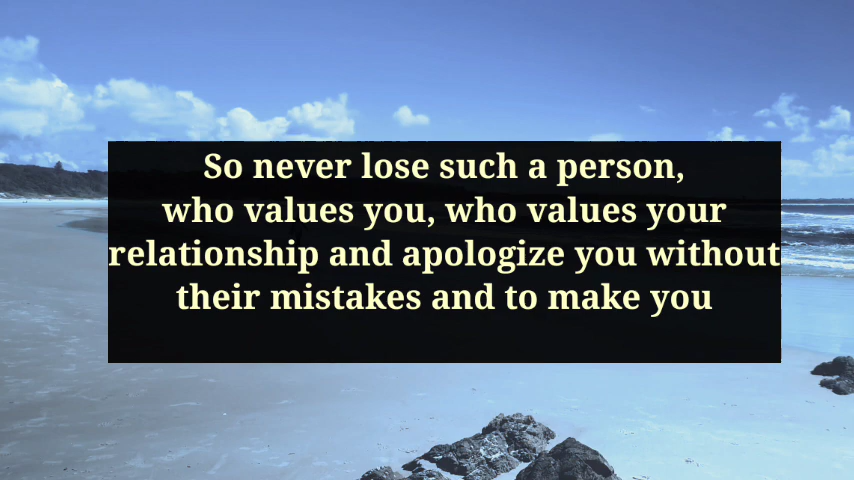 So never lose such a person,
who values you, who values your
relationship and apologize you without
their mistakes and to make you